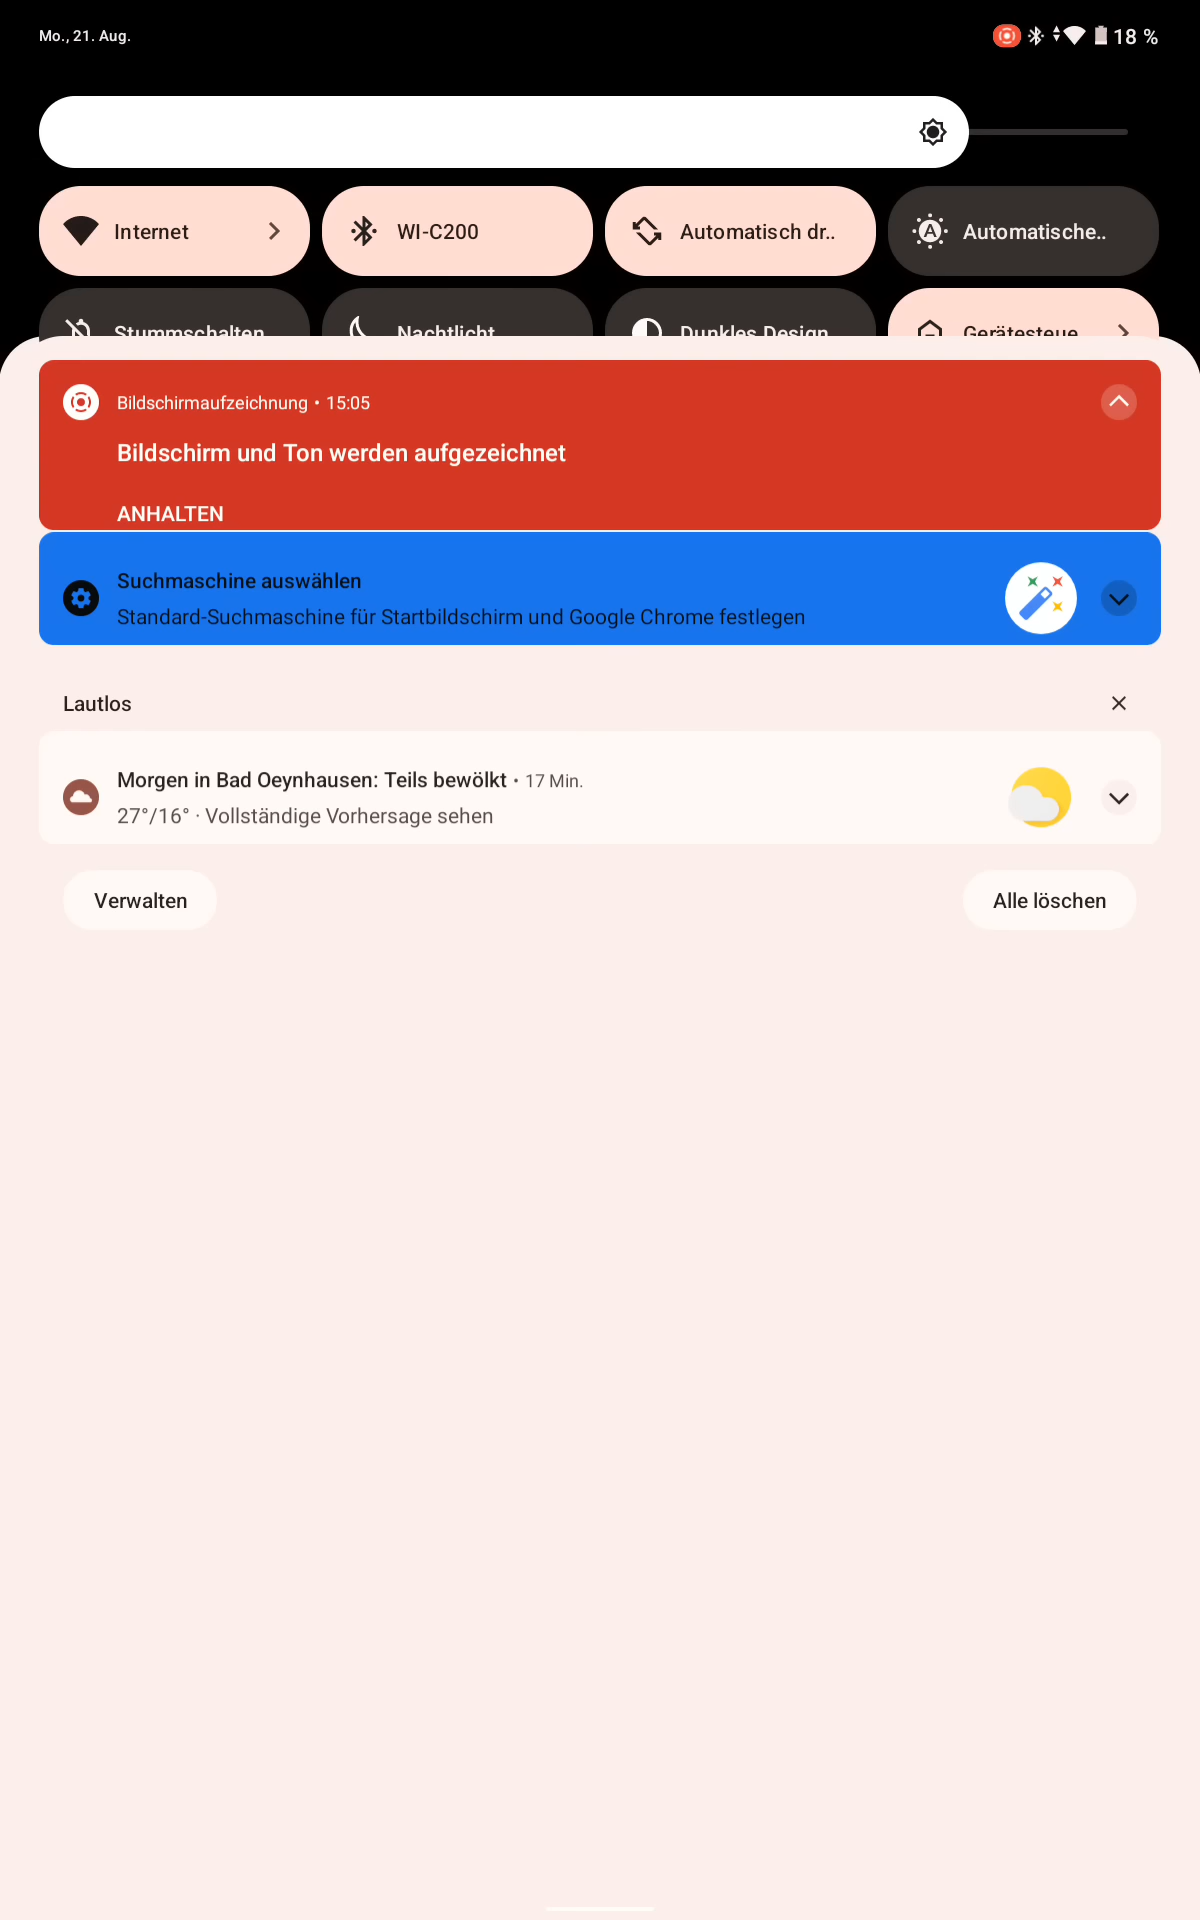 Mo., 21. Aug.
18 %
Internet
WI-C200
Automatisch dr..
Automatische..
Stummschalten
Nachtlicht
Dunkles Design
Gerätesteue
Bildschirmaufzeichnung • 15:05
Bildschirm und Ton werden aufgezeichnet
ANHALTEN
Suchmaschine auswählen
Standard-Suchmaschine für Startbildschirm und Google Chrome festlegen
Lautlos
Morgen in Bad Oeynhausen: Teils bewölkt • 17 Min.
27°/16° · Vollständige Vorhersage sehen
Verwalten
Alle löschen